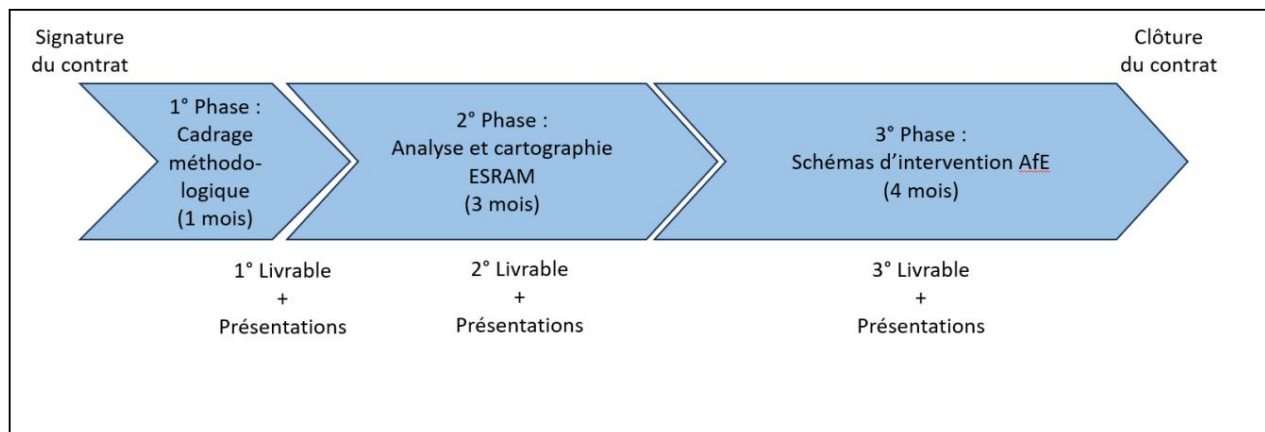 Signature
du contrat
Clôture
du contrat
1° Phase :
Cadrage
méthodo-
logique
(1 mois)
2° Phase :
Analyse et cartographie
ESRAM
(3 mois)
3° Phase :
Schémas d’intervention AfE
(4 mois)
1° Livrable
+
Présentations
2° Livrable
+
Présentations
3° Livrable
+
Présentations